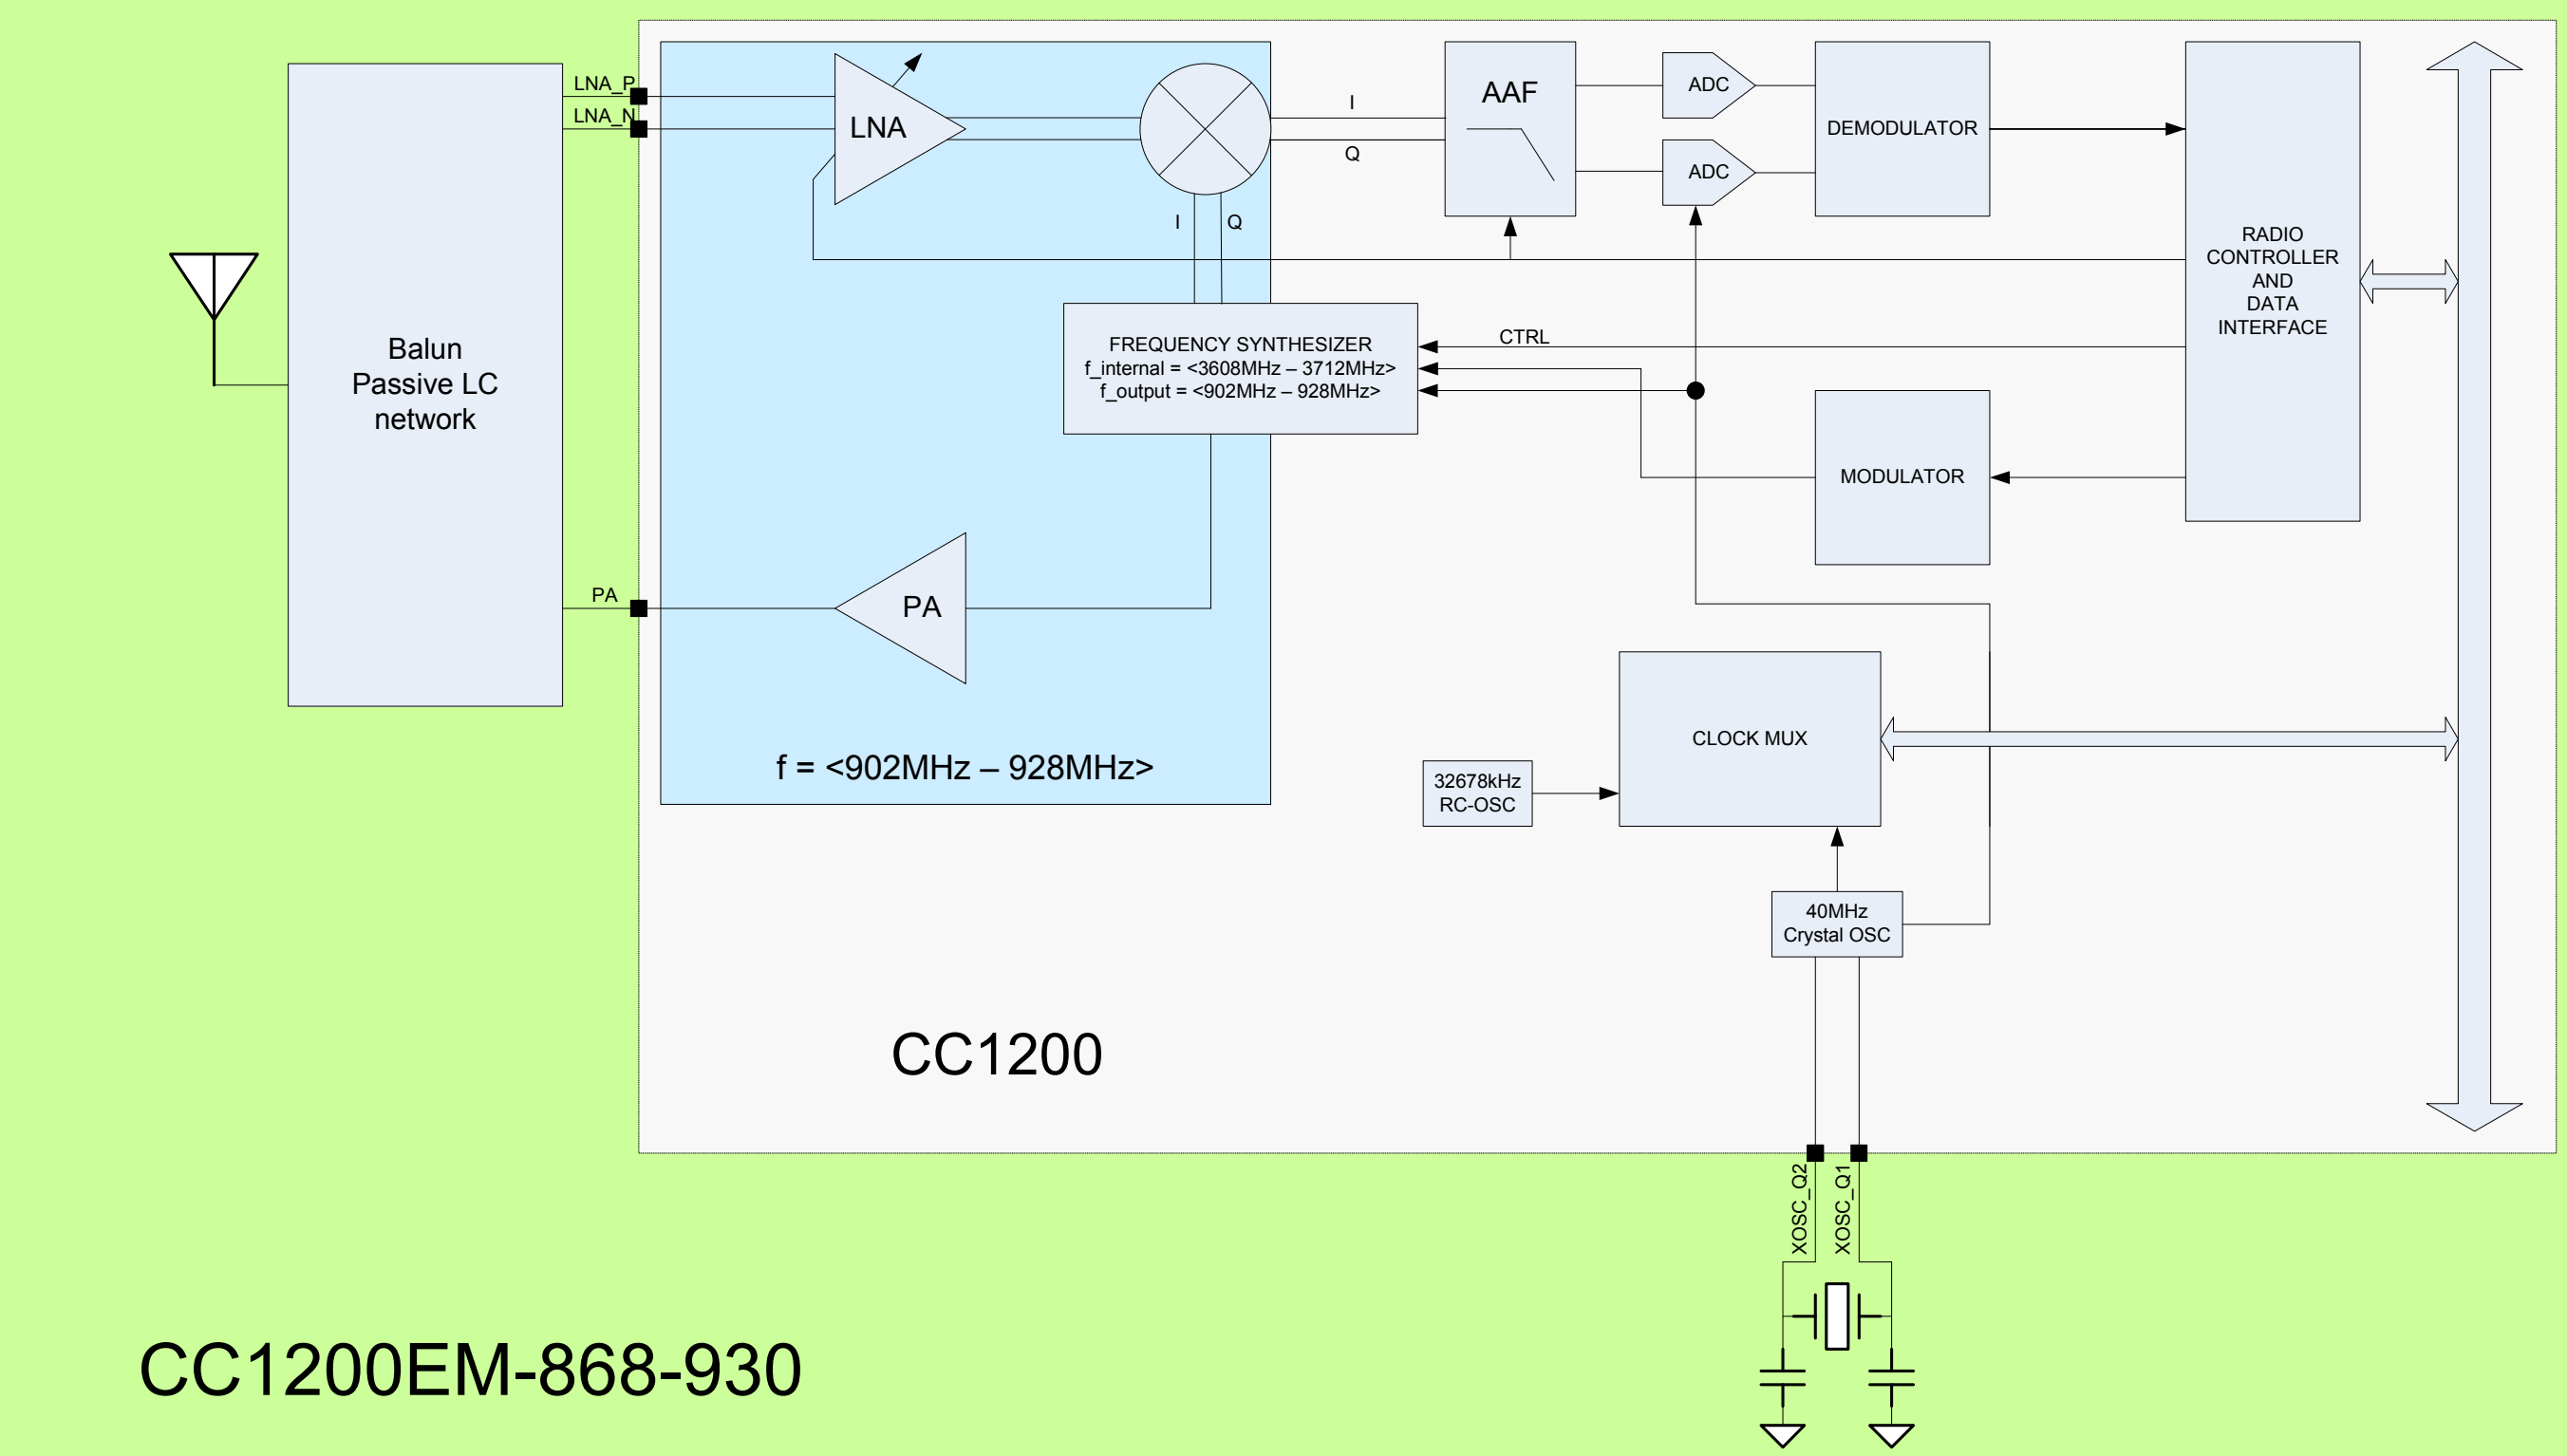 LNA_P
LNA_N
LNA
I
Q
I
Q
AAF
ADC
ADC
DEMODULATOR
RADIO
CONTROLLER
AND
DATA
INTERFACE
Balun
Passive LC
network
FREQUENCY SYNTHESIZER
f_internal = <3608MHz – 3712MHz>
f_output = <902MHz – 928MHz>
CTRL
MODULATOR
PA
PA
f = <902MHz – 928MHz>
CLOCK MUX
32678kHz
RC-OSC
40MHz
Crystal OSC
CC1200
XOSC_Q2
XOSC_Q1
CC1200EM-868-930